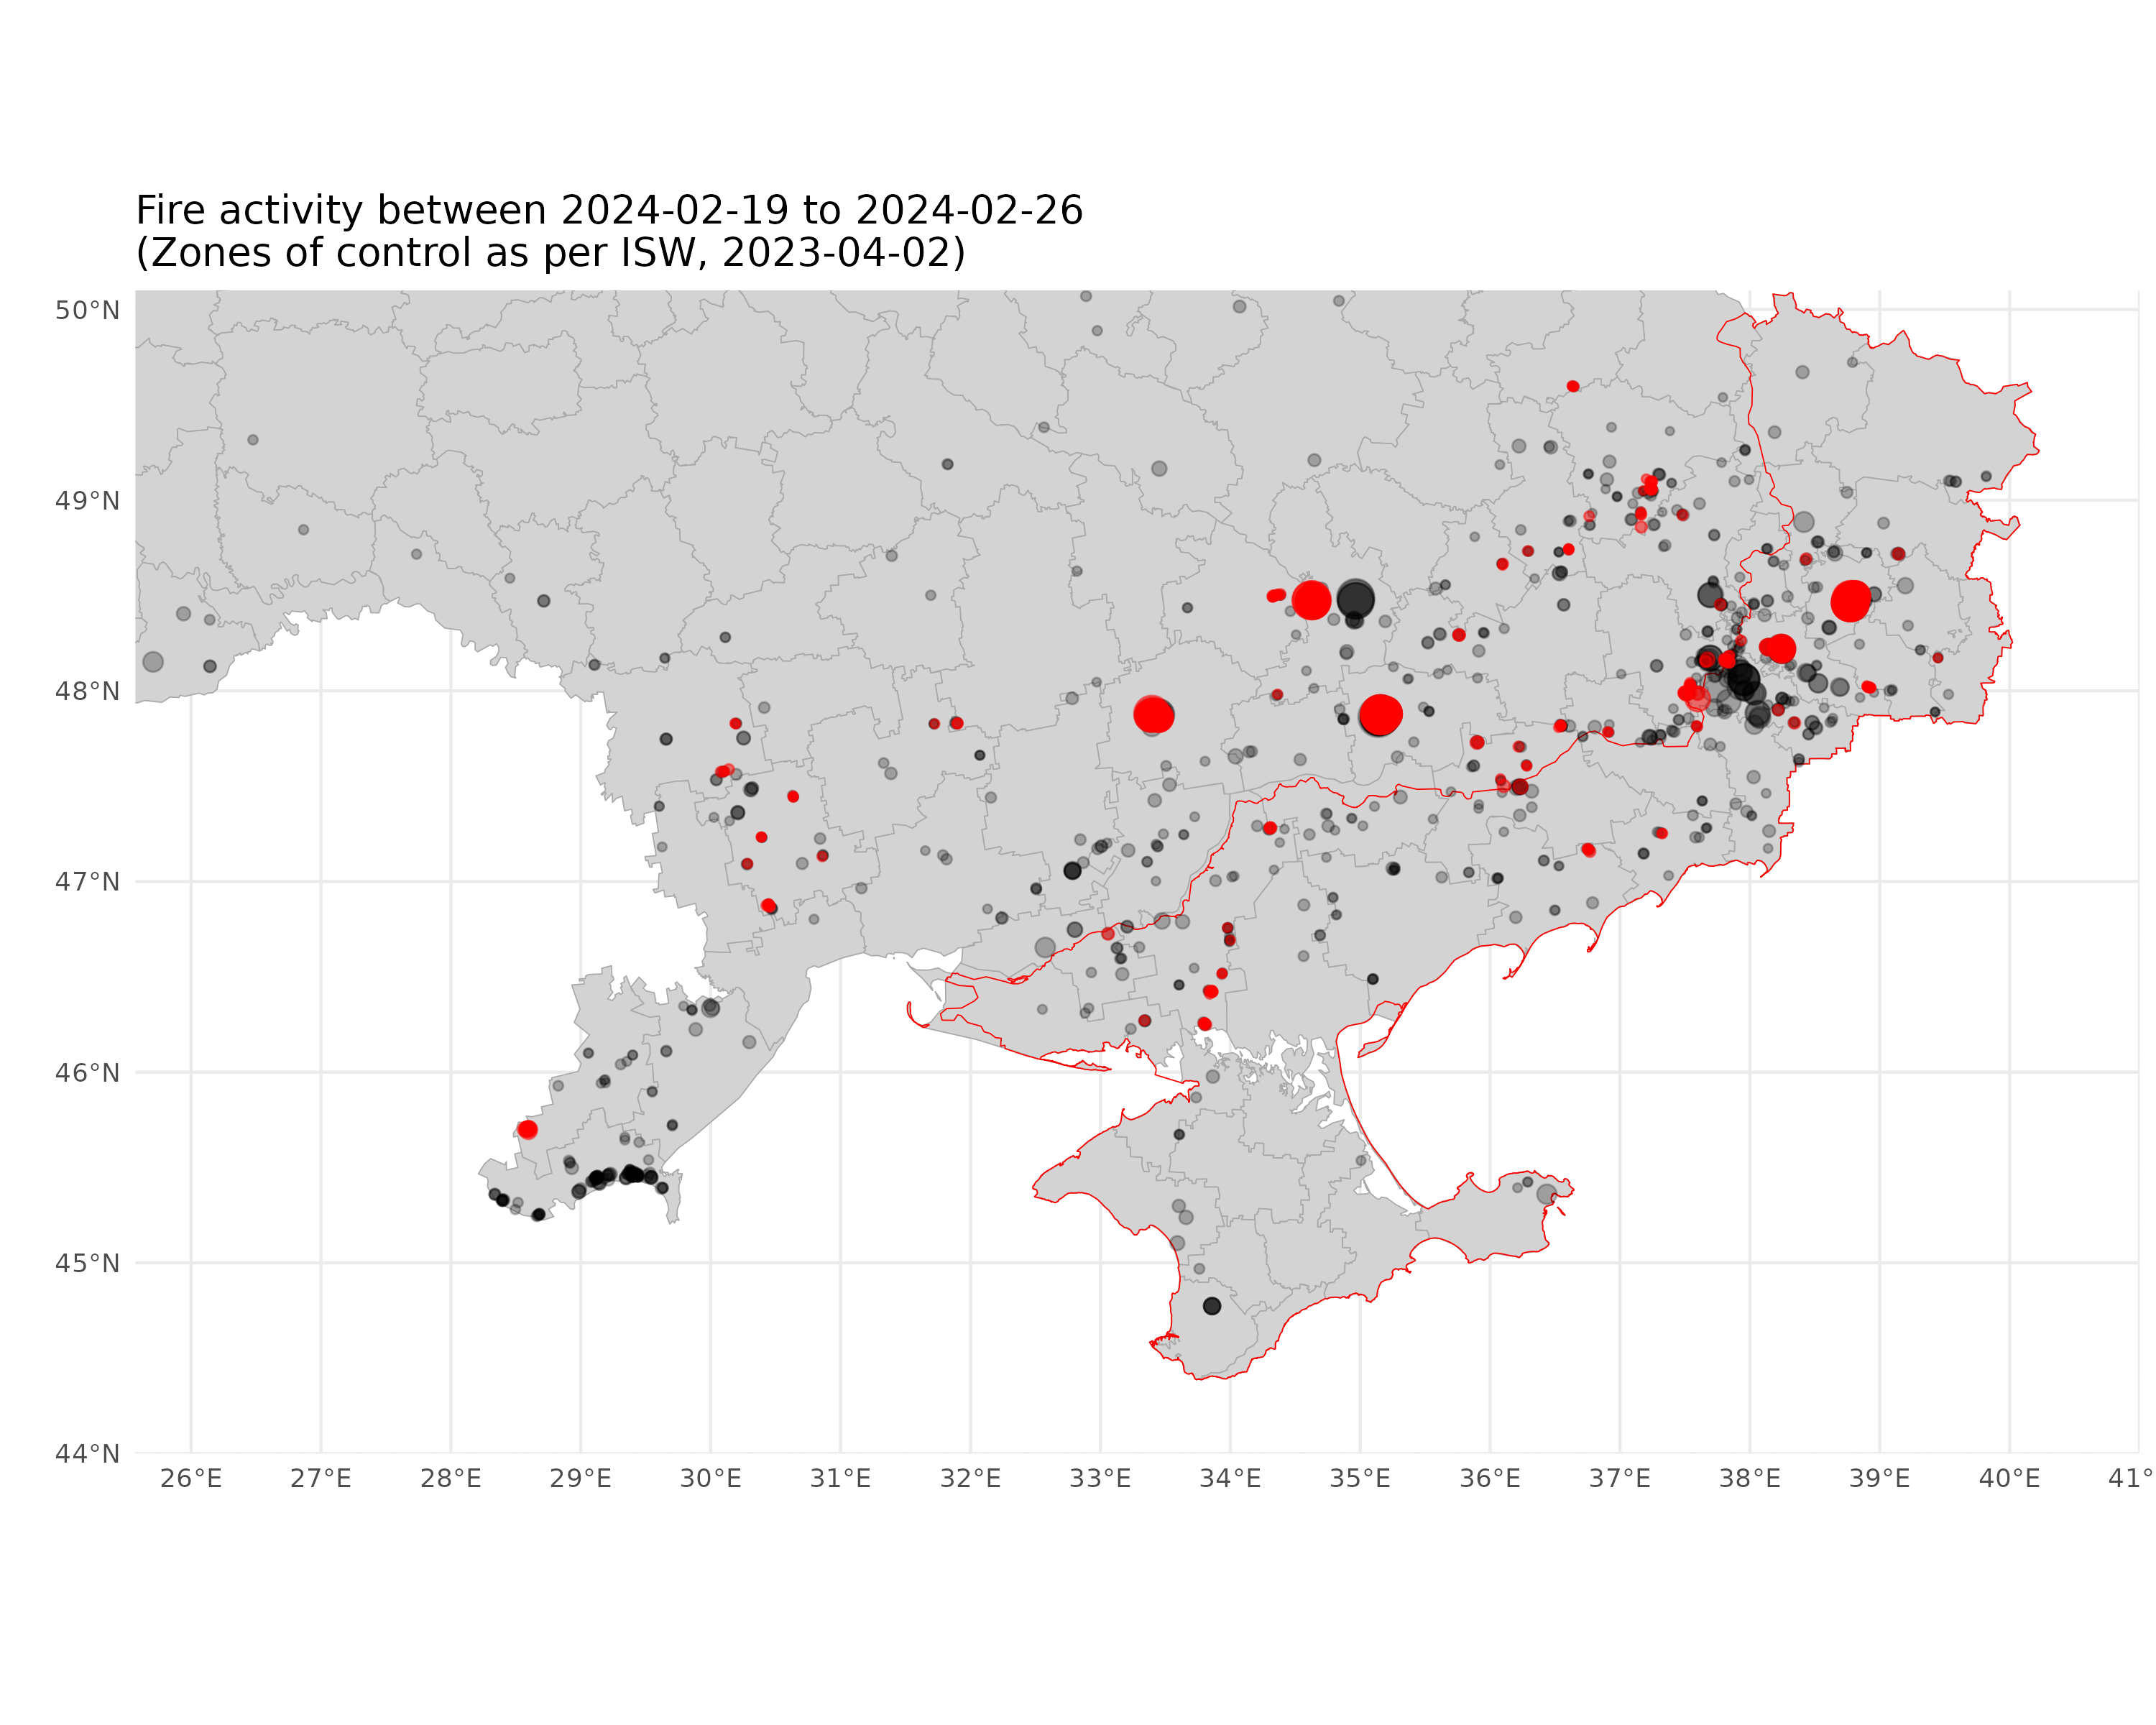 Fire activity between 2024-02-19 to 2024-02-26
(Zones of control as per ISW, 2023-04-02)
50°N
49°N
48°N
47°N
46°N
45°N
44°N
26°E 27°E 28°E 29°E 30°E 31°E 32°E 33°E 34°E 35°E 36°E 37°E 38°E 39°E 40°E 41°